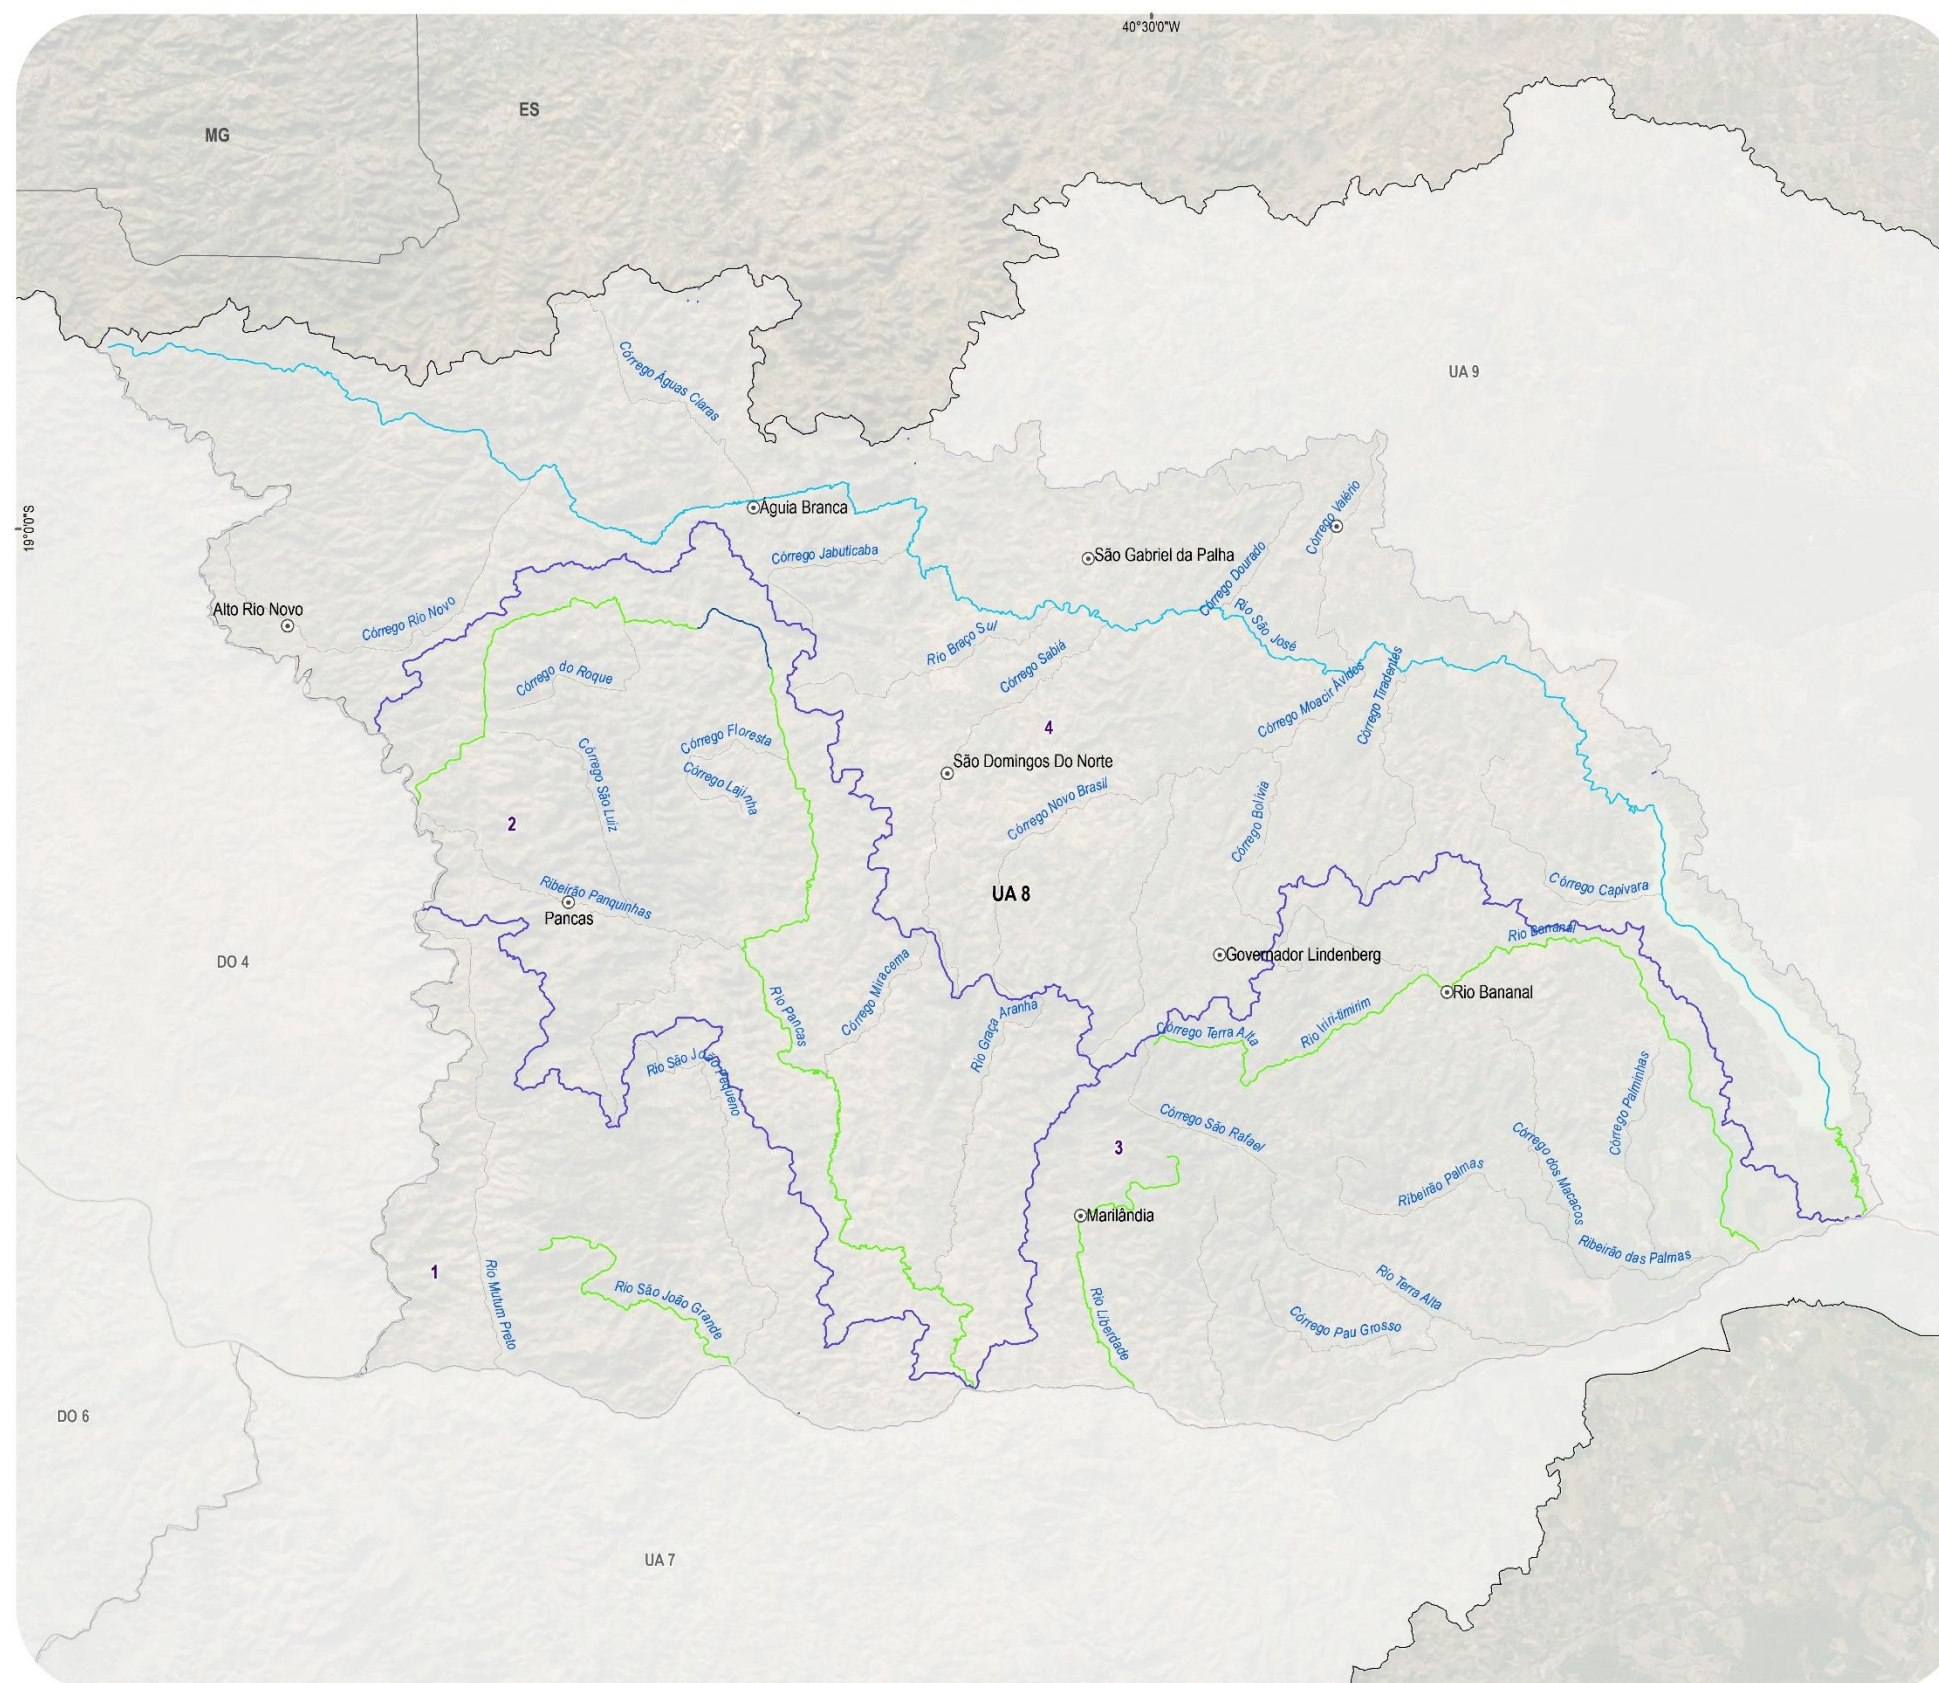 40°30'0"W
ES
MG
UA 9
Córrego Águas Claras
19°0'0"S
Águia Branca
Córrego Valério
Córrego Jabuticaba
São Gabriel da Palha
Córrego Dourado
Alto Rio Novo
Córrego Rio Novo
Rio São José
Rio Braço Sul
Córrego Sabiá
Córrego do Roque
Córrego Moacir Ávidos
Córrego Tiradentes
4
Córrego Floresta
São Domingos Do Norte
Córrego Lajinha
Córrego São Luiz
Córrego Novo Brasil
Córrego Bolívia
2
Ribeirão Panquinhas
Pancas
UA 8
Córrego Capivara
Rio Bananal
DO 4
Governador Lindenberg
Córrego Miracema
Rio Bananal
Rio Pancas
Rio Graça Aranha
Córrego Terra Alta
Rio Iriri-timirim
Rio São João Pequeno
Córrego Palminhas
Córrego São Rafael
3
Córrego dos Macacos
Ribeirão Palmas
Marilândia
Ribeirão das Palmas
1
Rio Mutum Preto
Rio São João Grande
Rio Liberdade
Rio Terra Alta
Córrego Pau Grosso
DO 6
UA 7